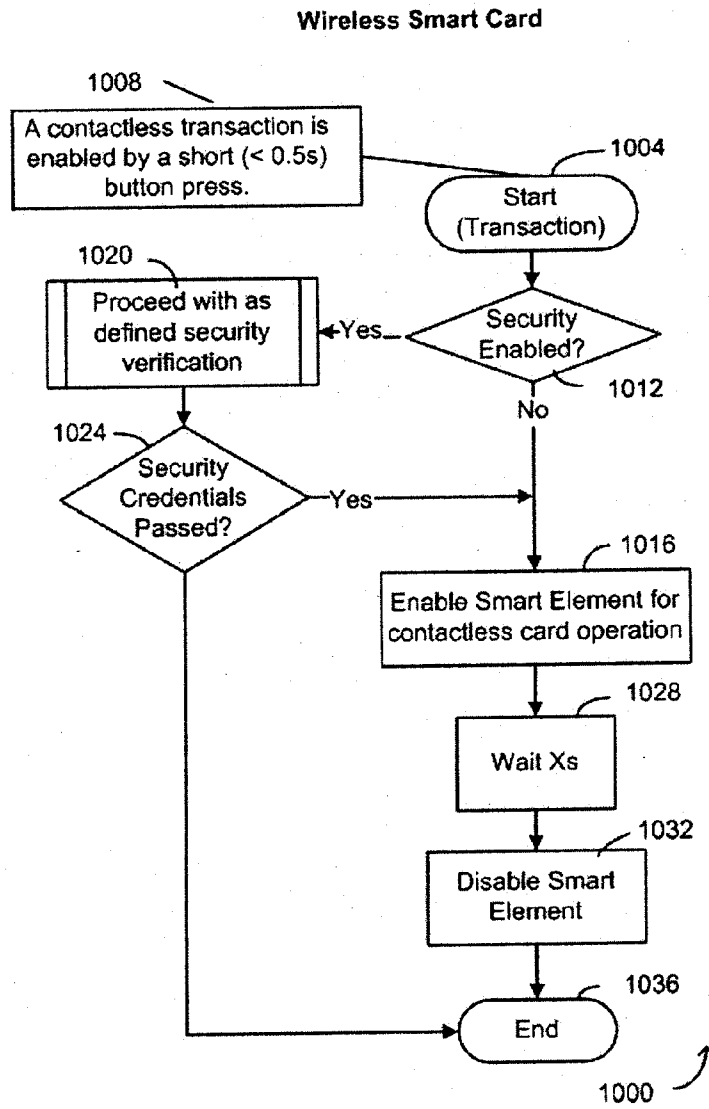 Wireless Smart Card
1008
A contactless transaction is
enabled by a short (< 0.5s)
button press.
1004
Start
(Transaction)
1020
Proceed with as
defined security
verification
Yes
Security
Enabled?
1012
No
1024
Security
Credentials
Passed?
Yes
1016
Enable Smart Element for
contactless card operation
1028
Wait Xs
1032
Disable Smart
Element
1036
End
1000